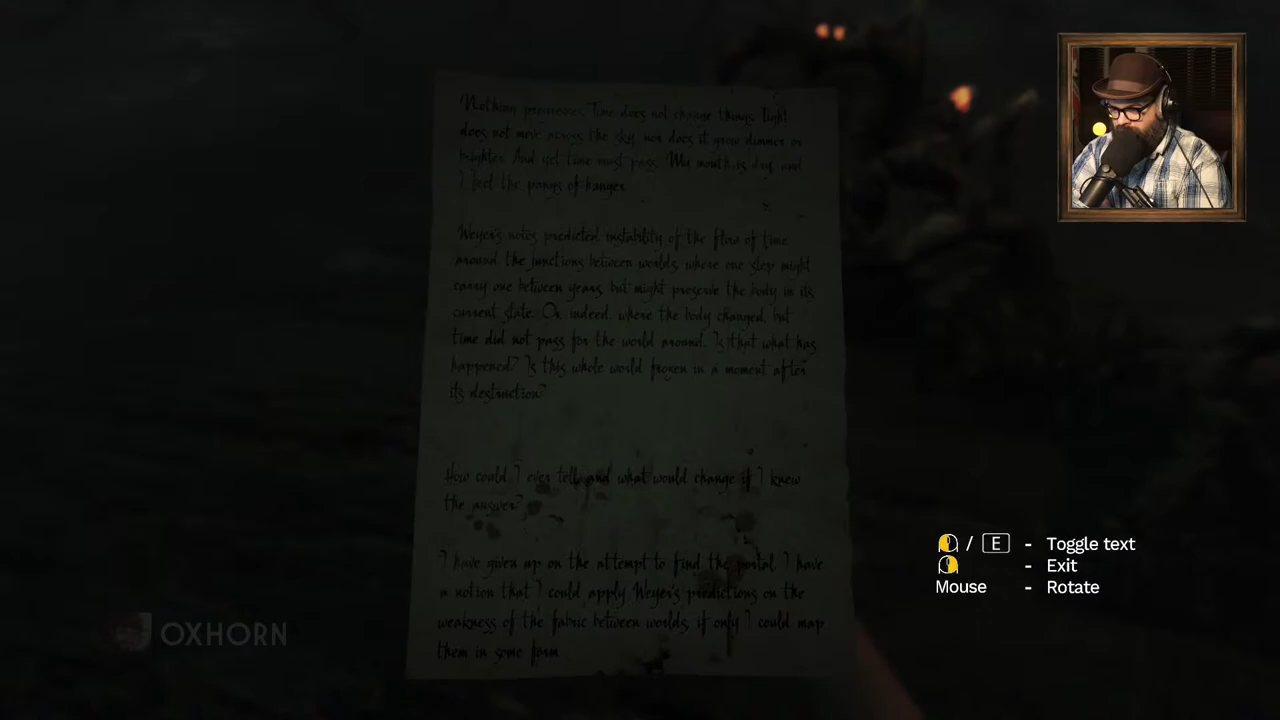 Nothing progresses. Time does not change things. Light
does not move across the sky, nor does it grow dimmer or
brighter. And yet time must pass. My mouth is dry, and
I feel the pangs of hunger.
Weyer's notes predicted instability of the flow of time
around the junctions between worlds, where one step might
carry one between years but might preserve the body in its
current state. Or, indeed, where the body changed, but
time did not pass for the world around. Is that what has
happened? Is this whole world frozen in a moment after
its destruction?
How could I ever tell, and what would change if I knew
the answer?
I have given up on the attempt to find the portal. I have
a notion that I could apply Weyer's predictions on the
weakness of the fabric between worlds, if only I could map
them in some form.
/ E - Toggle text
- Exit
Mouse - Rotate
OXHORN